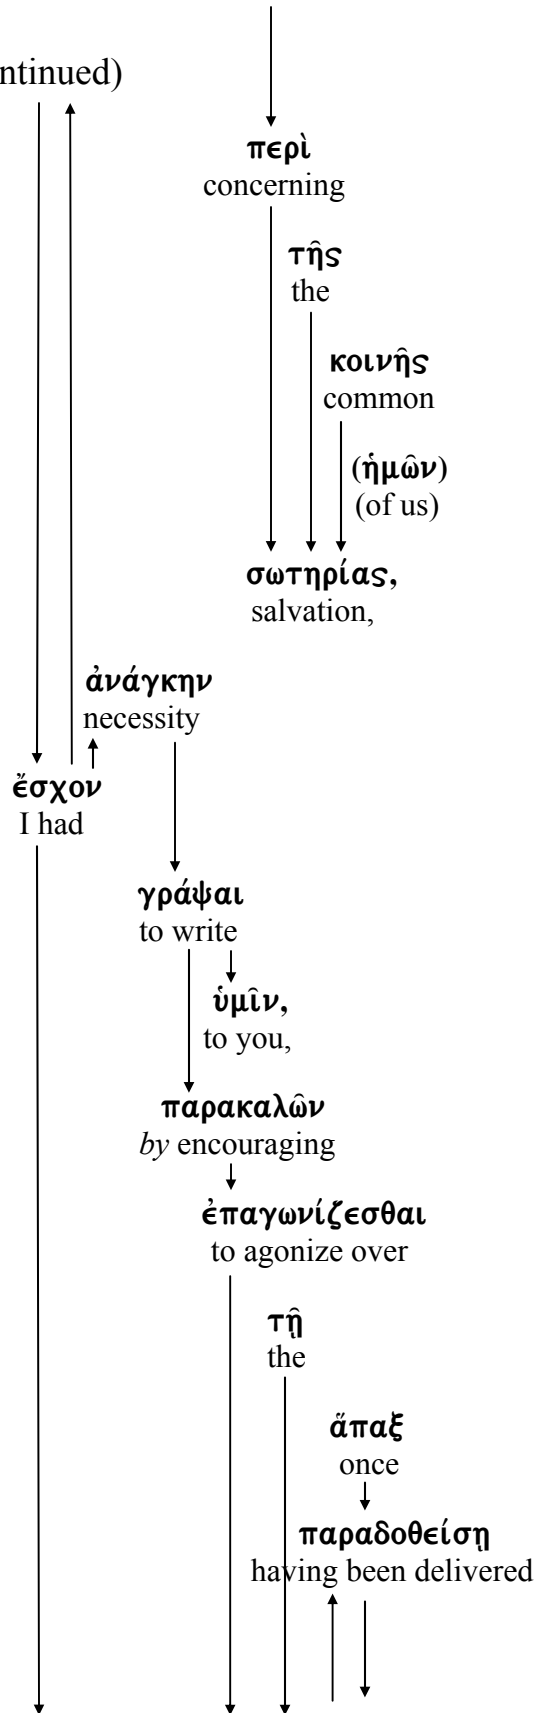 ntinued)
περὶ
concerning
τῆς
the
κοινῆς
common
(ἡμῶν)
(of us)
σωτηρίας,
salvation,
ἀνάγκην
necessity
ἔσχον
I had
γράψαι
to write
ὑμῖν,
to you,
παρακαλῶν
by encouraging
ἐπαγωνίζεσθαι
to agonize over
τῇ
the
ἅπαξ
once
παραδοθείσῃ
having been delivered